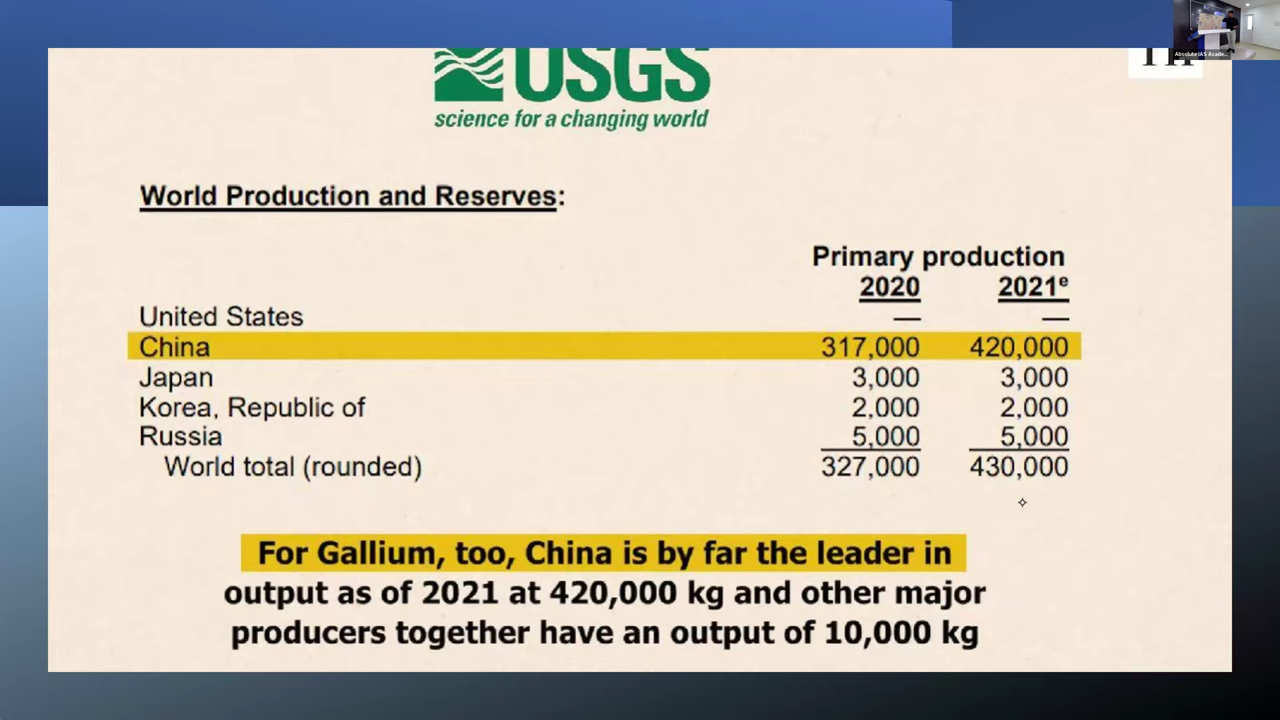 Absolute IAS Acade...
USGS
science for a changing world
World Production and Reserves:
Primary production
2020 2021ᵉ
United States — —
China 317,000 420,000
Japan 3,000 3,000
Korea, Republic of 2,000 2,000
Russia 5,000 5,000
World total (rounded) 327,000 430,000
For Gallium, too, China is by far the leader in
output as of 2021 at 420,000 kg and other major
producers together have an output of 10,000 kg